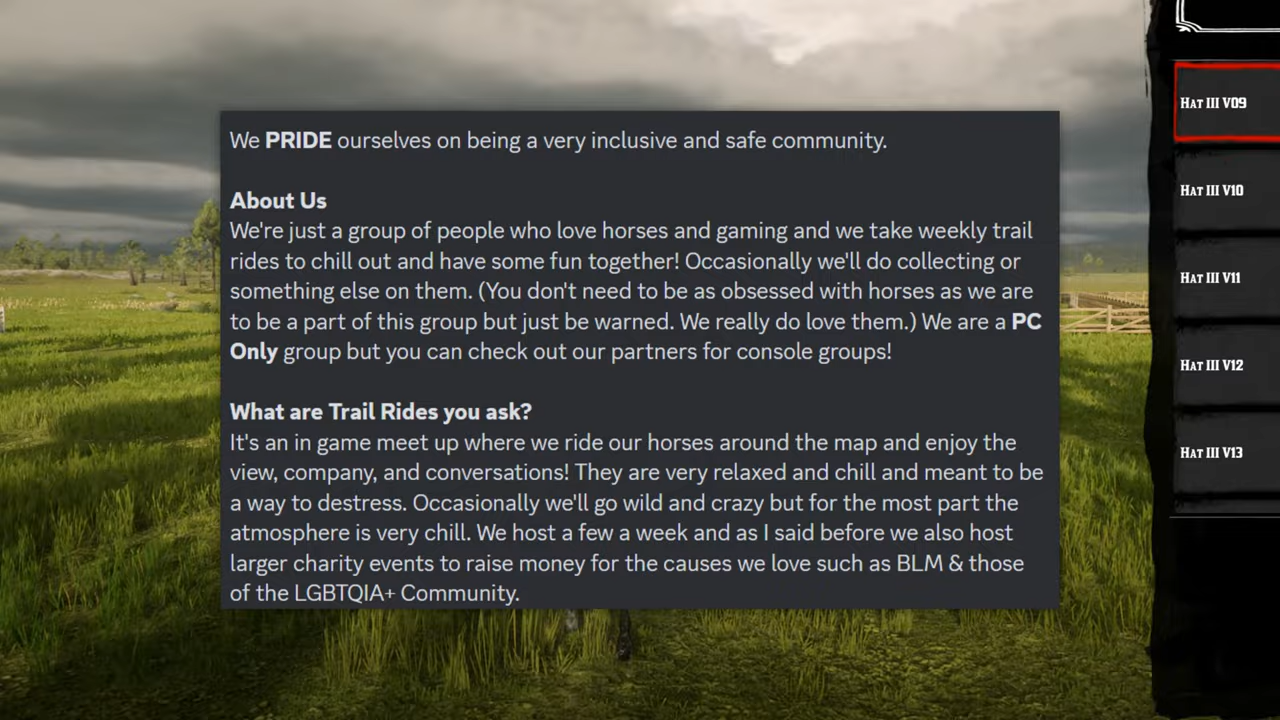 We PRIDE ourselves on being a very inclusive and safe community.
About Us
We're just a group of people who love horses and gaming and we take weekly trail
rides to chill out and have some fun together! Occasionally we'll do collecting or
something else on them. (You don't need to be as obsessed with horses as we are
to be a part of this group but just be warned. We really do love them.) We are a PC
Only group but you can check out our partners for console groups!
What are Trail Rides you ask?
It's an in game meet up where we ride our horses around the map and enjoy the
view, company, and conversations! They are very relaxed and chill and meant to be
a way to destress. Occasionally we'll go wild and crazy but for the most part the
atmosphere is very chill. We host a few a week and as I said before we also host
larger charity events to raise money for the causes we love such as BLM & those
of the LGBTQIA+ Community.
Hat III V09
Hat III V10
Hat III V11
Hat III V12
Hat III V13